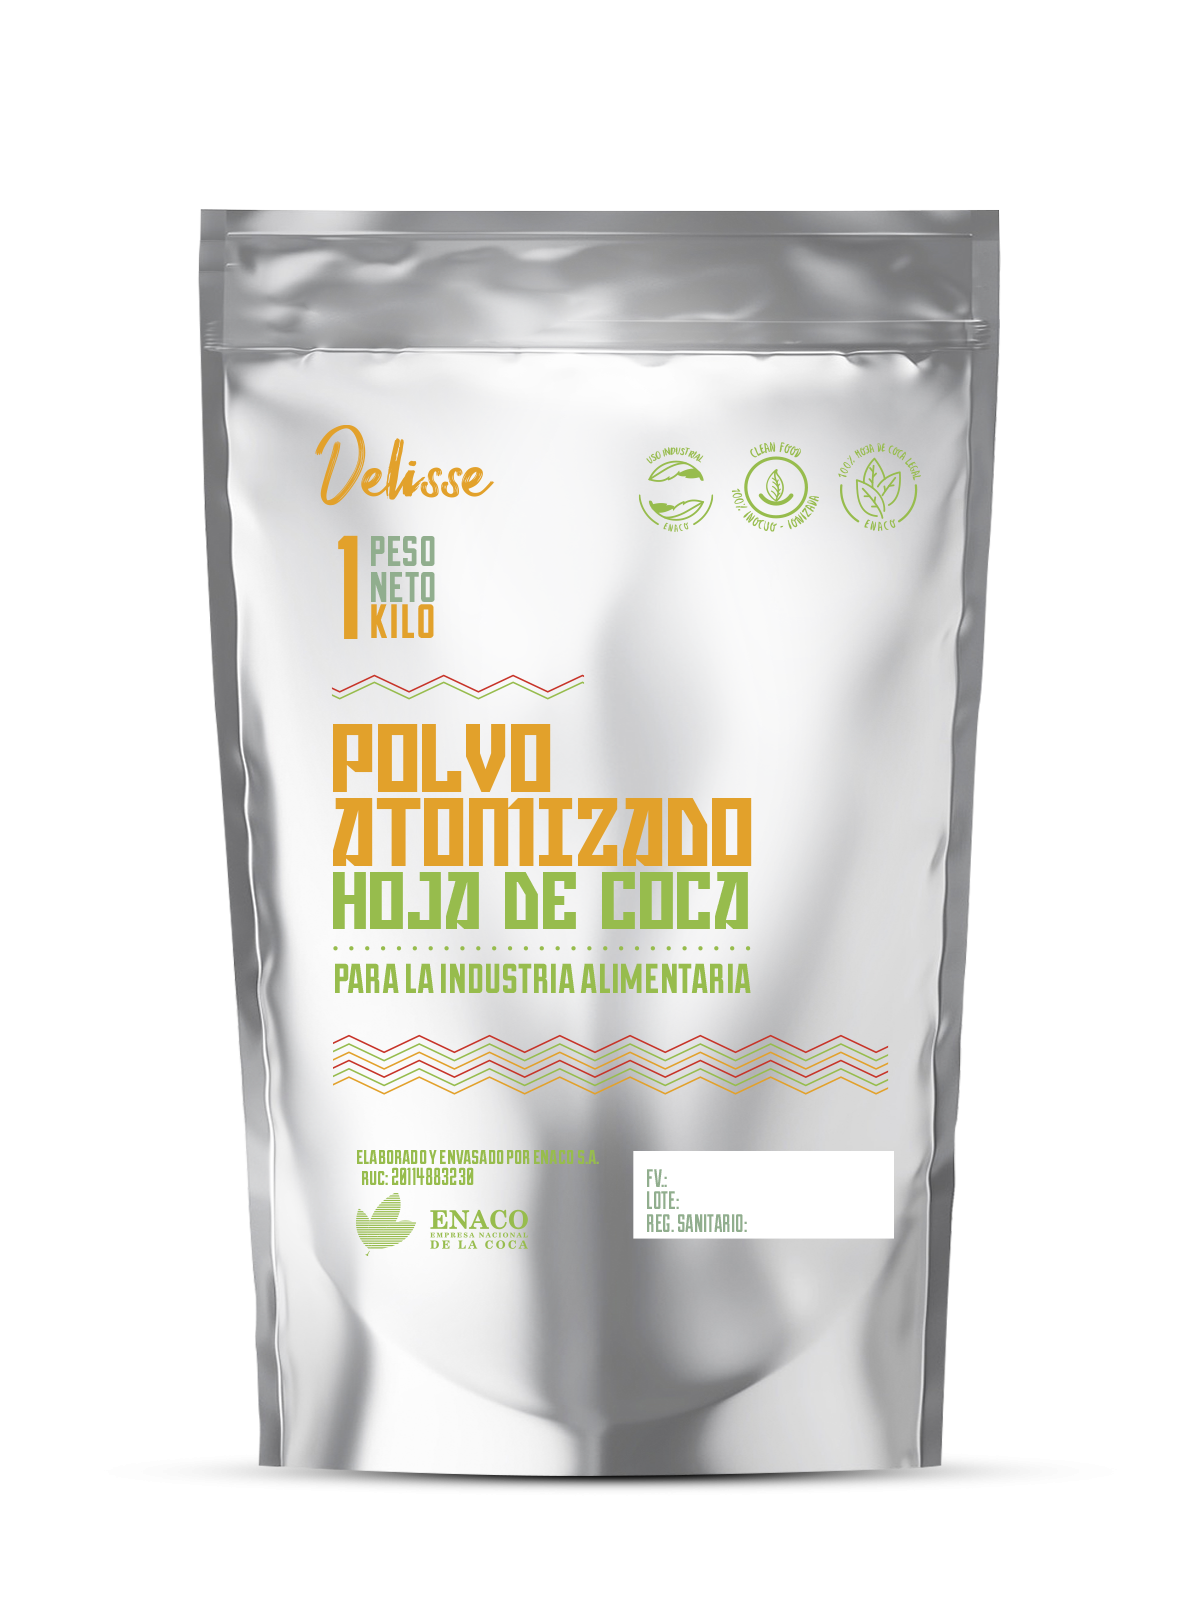 Delisse
USO INDUSTRIAL
ENACO
CLEAN FOOD
100% INOCUO - IONIZADA
100% HOJA DE COCA LEGAL
ENACO
1 PESO
NETO
KILO
POLVO
ATOMIZADO
HOJA DE COCA
PARA LA INDUSTRIA ALIMENTARIA
ELABORADO Y ENVASADO POR ENACO S.A.
RUC: 20114883230
ENACO
EMPRESA NACIONAL
DE LA COCA
FV.:
LOTE:
REG. SANITARIO: